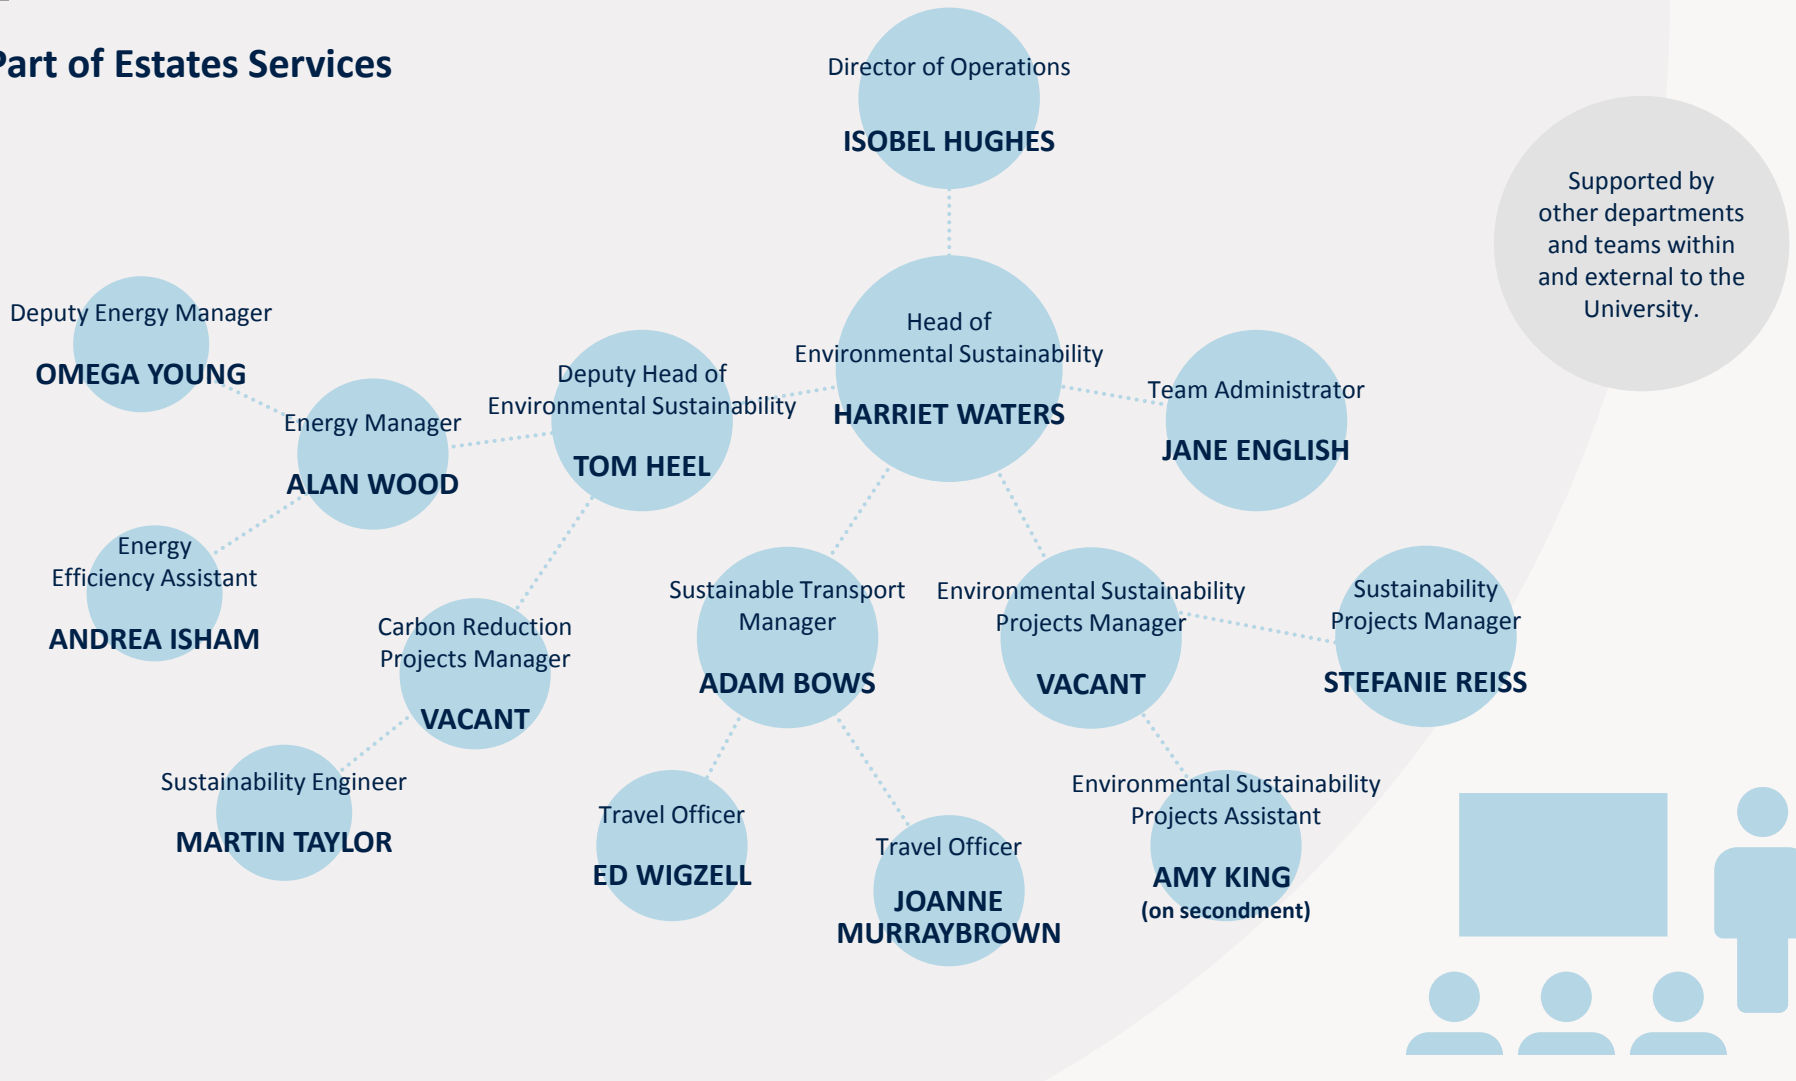 Part of Estates Services
Director of Operations
ISOBEL HUGHES
Supported by
other departments
and teams within
and external to the
University.
Head of
Environmental Sustainability
HARRIET WATERS
Deputy Head of
Environmental Sustainability
TOM HEEL
Team Administrator
JANE ENGLISH
Deputy Energy Manager
OMEGA YOUNG
Energy Manager
ALAN WOOD
Energy
Efficiency Assistant
ANDREA ISHAM
Carbon Reduction
Projects Manager
VACANT
Sustainability Engineer
MARTIN TAYLOR
Sustainable Transport
Manager
ADAM BOWS
Travel Officer
ED WIGZELL
Travel Officer
JOANNE
MURRAYBROWN
Environmental Sustainability
Projects Manager
VACANT
Sustainability
Projects Manager
STEFANIE REISS
Environmental Sustainability
Projects Assistant
AMY KING
(on secondment)